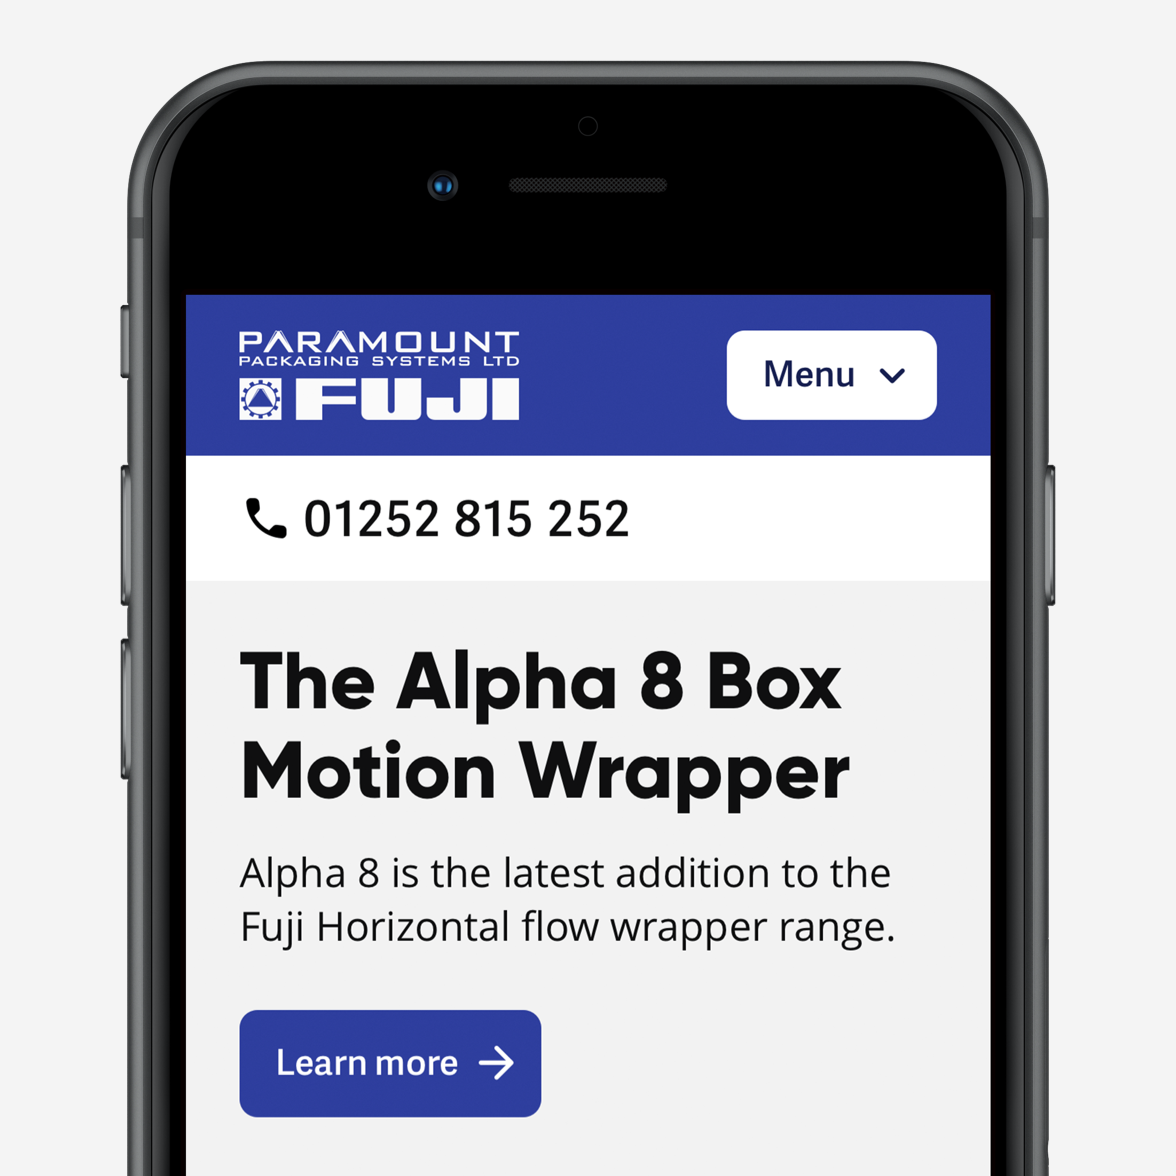 PARAMOUNT
PACKAGING SYSTEMS LTD
FUJI
Menu
01252 815 252
The Alpha 8 Box
Motion Wrapper
Alpha 8 is the latest addition to the
Fuji Horizontal flow wrapper range.
Learn more